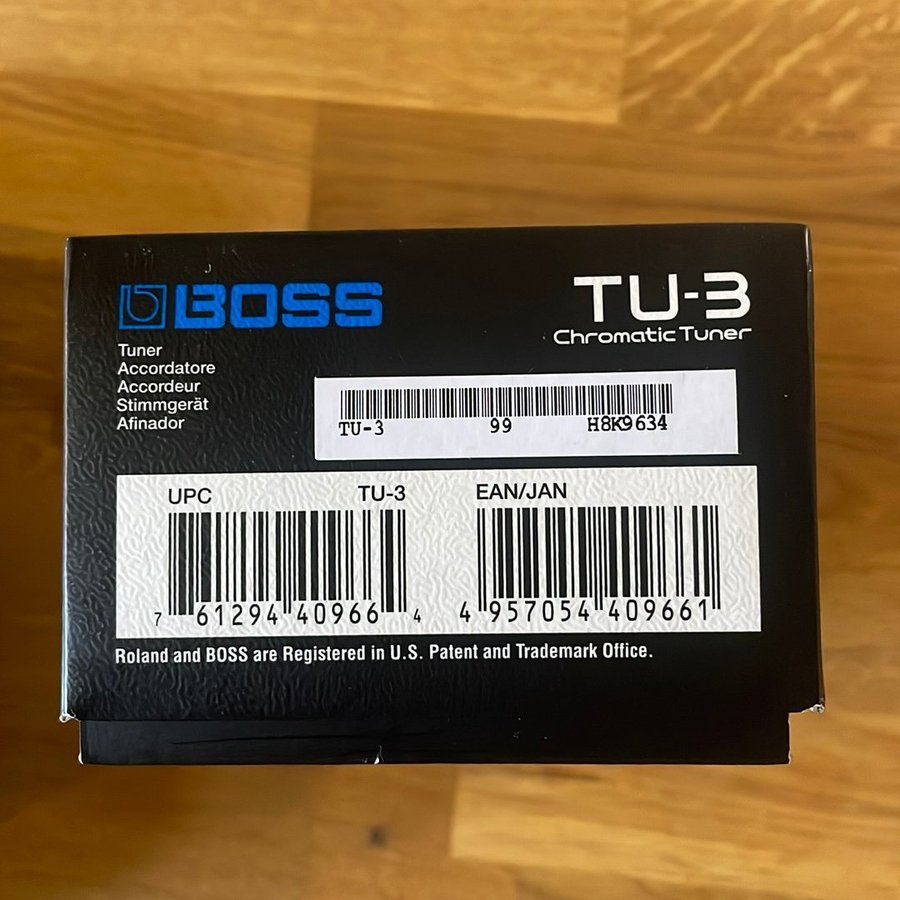 BOSS
TU-3
Chromatic Tuner
Tuner
Accordatore
Accordeur
Stimmgerät
Afinador
TU-3 99 H8K9634
UPC TU-3 EAN/JAN
7 61294 40966 4 4 957054 409661
Roland and BOSS are Registered in U.S. Patent and Trademark Office.